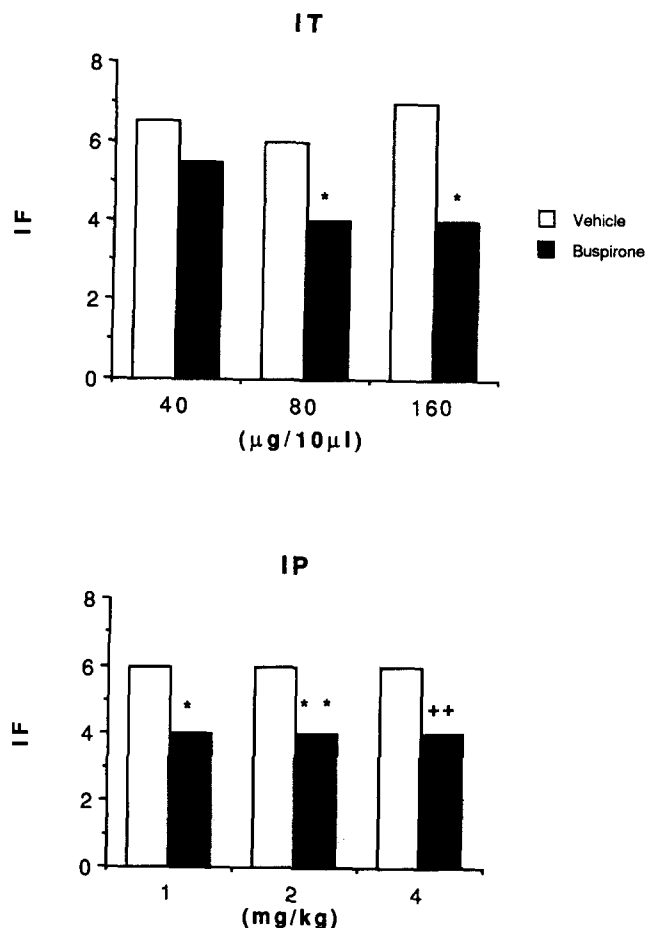 IT
8
6
4
2
0
IF
*
*
Vehicle
Buspirone
40 80 160
(µg/10µl)
IP
8
6
4
2
0
IF
*
* *
++
1 2 4
(mg/kg)